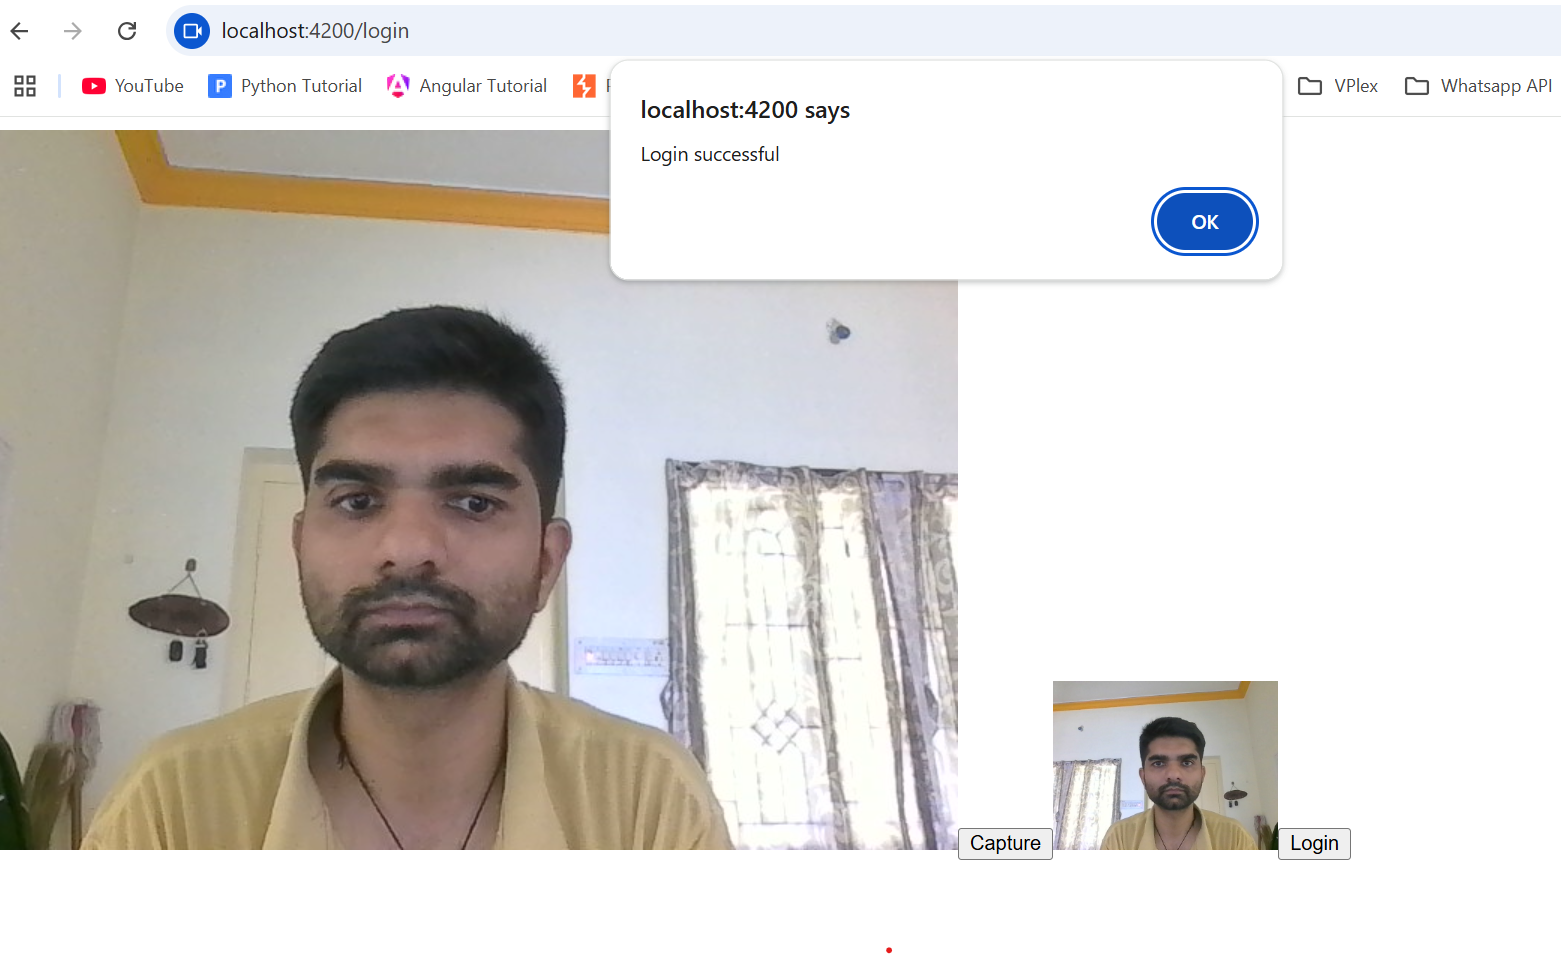 localhost:4200/login
YouTube
Python Tutorial
Angular Tutorial
VPlex
Whatsapp API
localhost:4200 says
Login successful
OK
Capture
Login